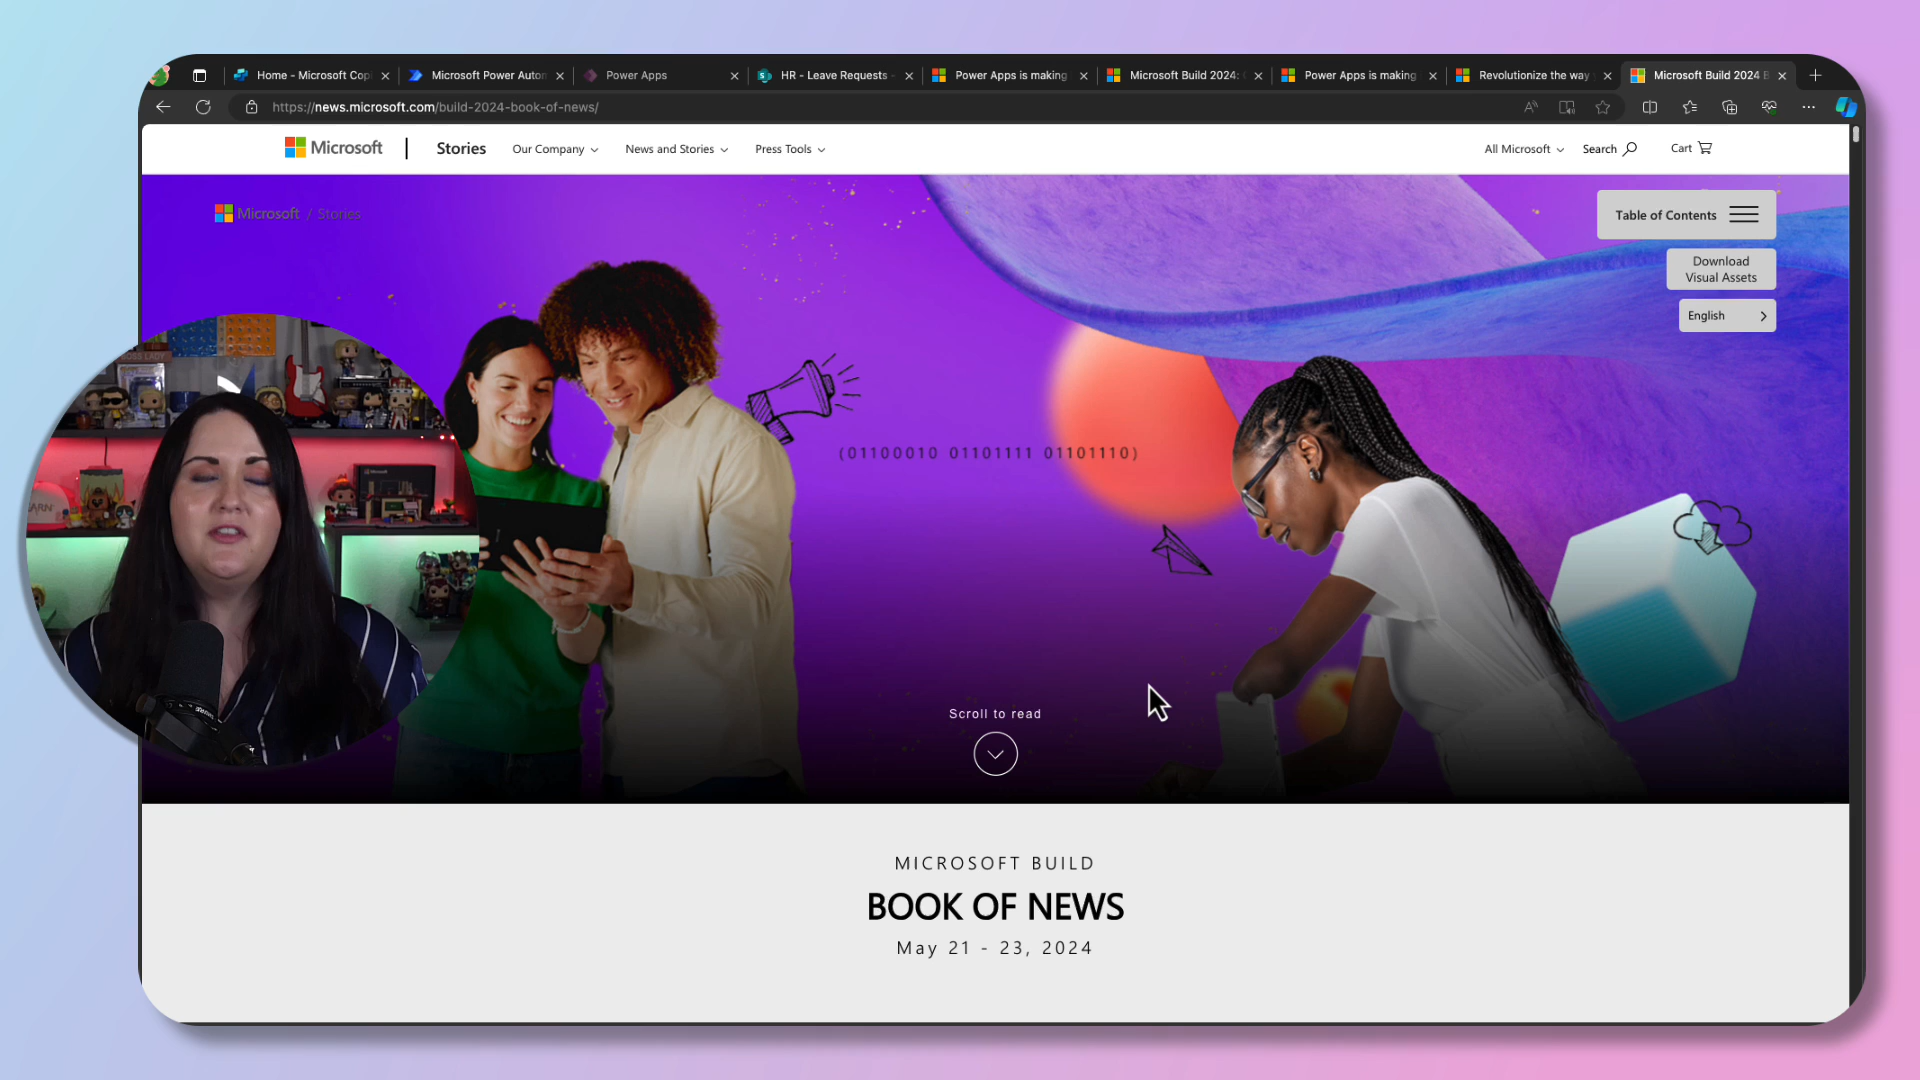 Home - Microsoft Cop
Microsoft Power Autom
Power Apps
HR - Leave Requests -
Power Apps is making
Microsoft Build 2024:
Power Apps is making
Revolutionize the way
Microsoft Build 2024 B
https://news.microsoft.com/build-2024-book-of-news/
Microsoft
Stories
Our Company
News and Stories
Press Tools
All Microsoft
Search
Cart
Microsoft / Stories
Table of Contents
Download
Visual Assets
English
BOSS LADY
(01100010 01101111 01101110)
Scroll to read
MICROSOFT BUILD
BOOK OF NEWS
May 21 - 23, 2024